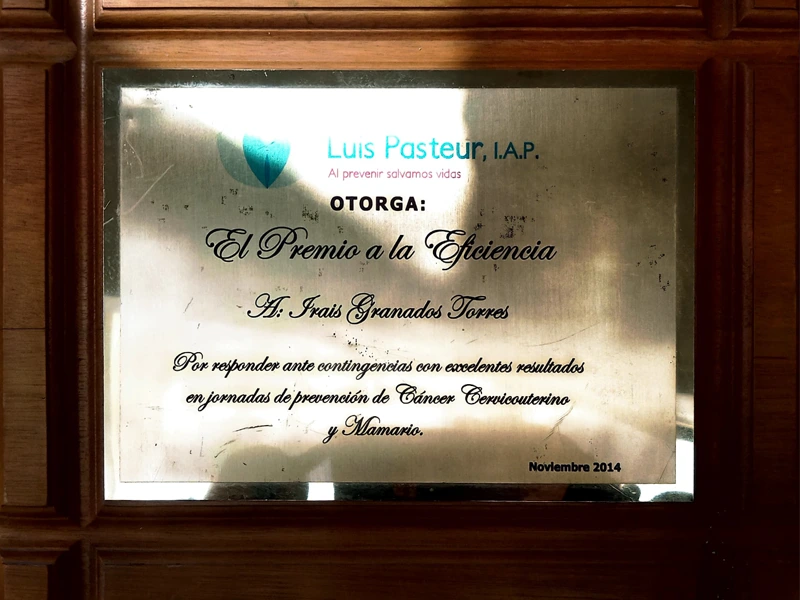 Luis Pasteur, I.A.P.
Al prevenir salvamos vidas
OTORGA:
El Premio a la Eficiencia
A: Irais Granados Torres
Por responder ante contingencias con excelentes resultados
en jornadas de prevención de Cáncer Cervicouterino
y Mamario.
Noviembre 2014